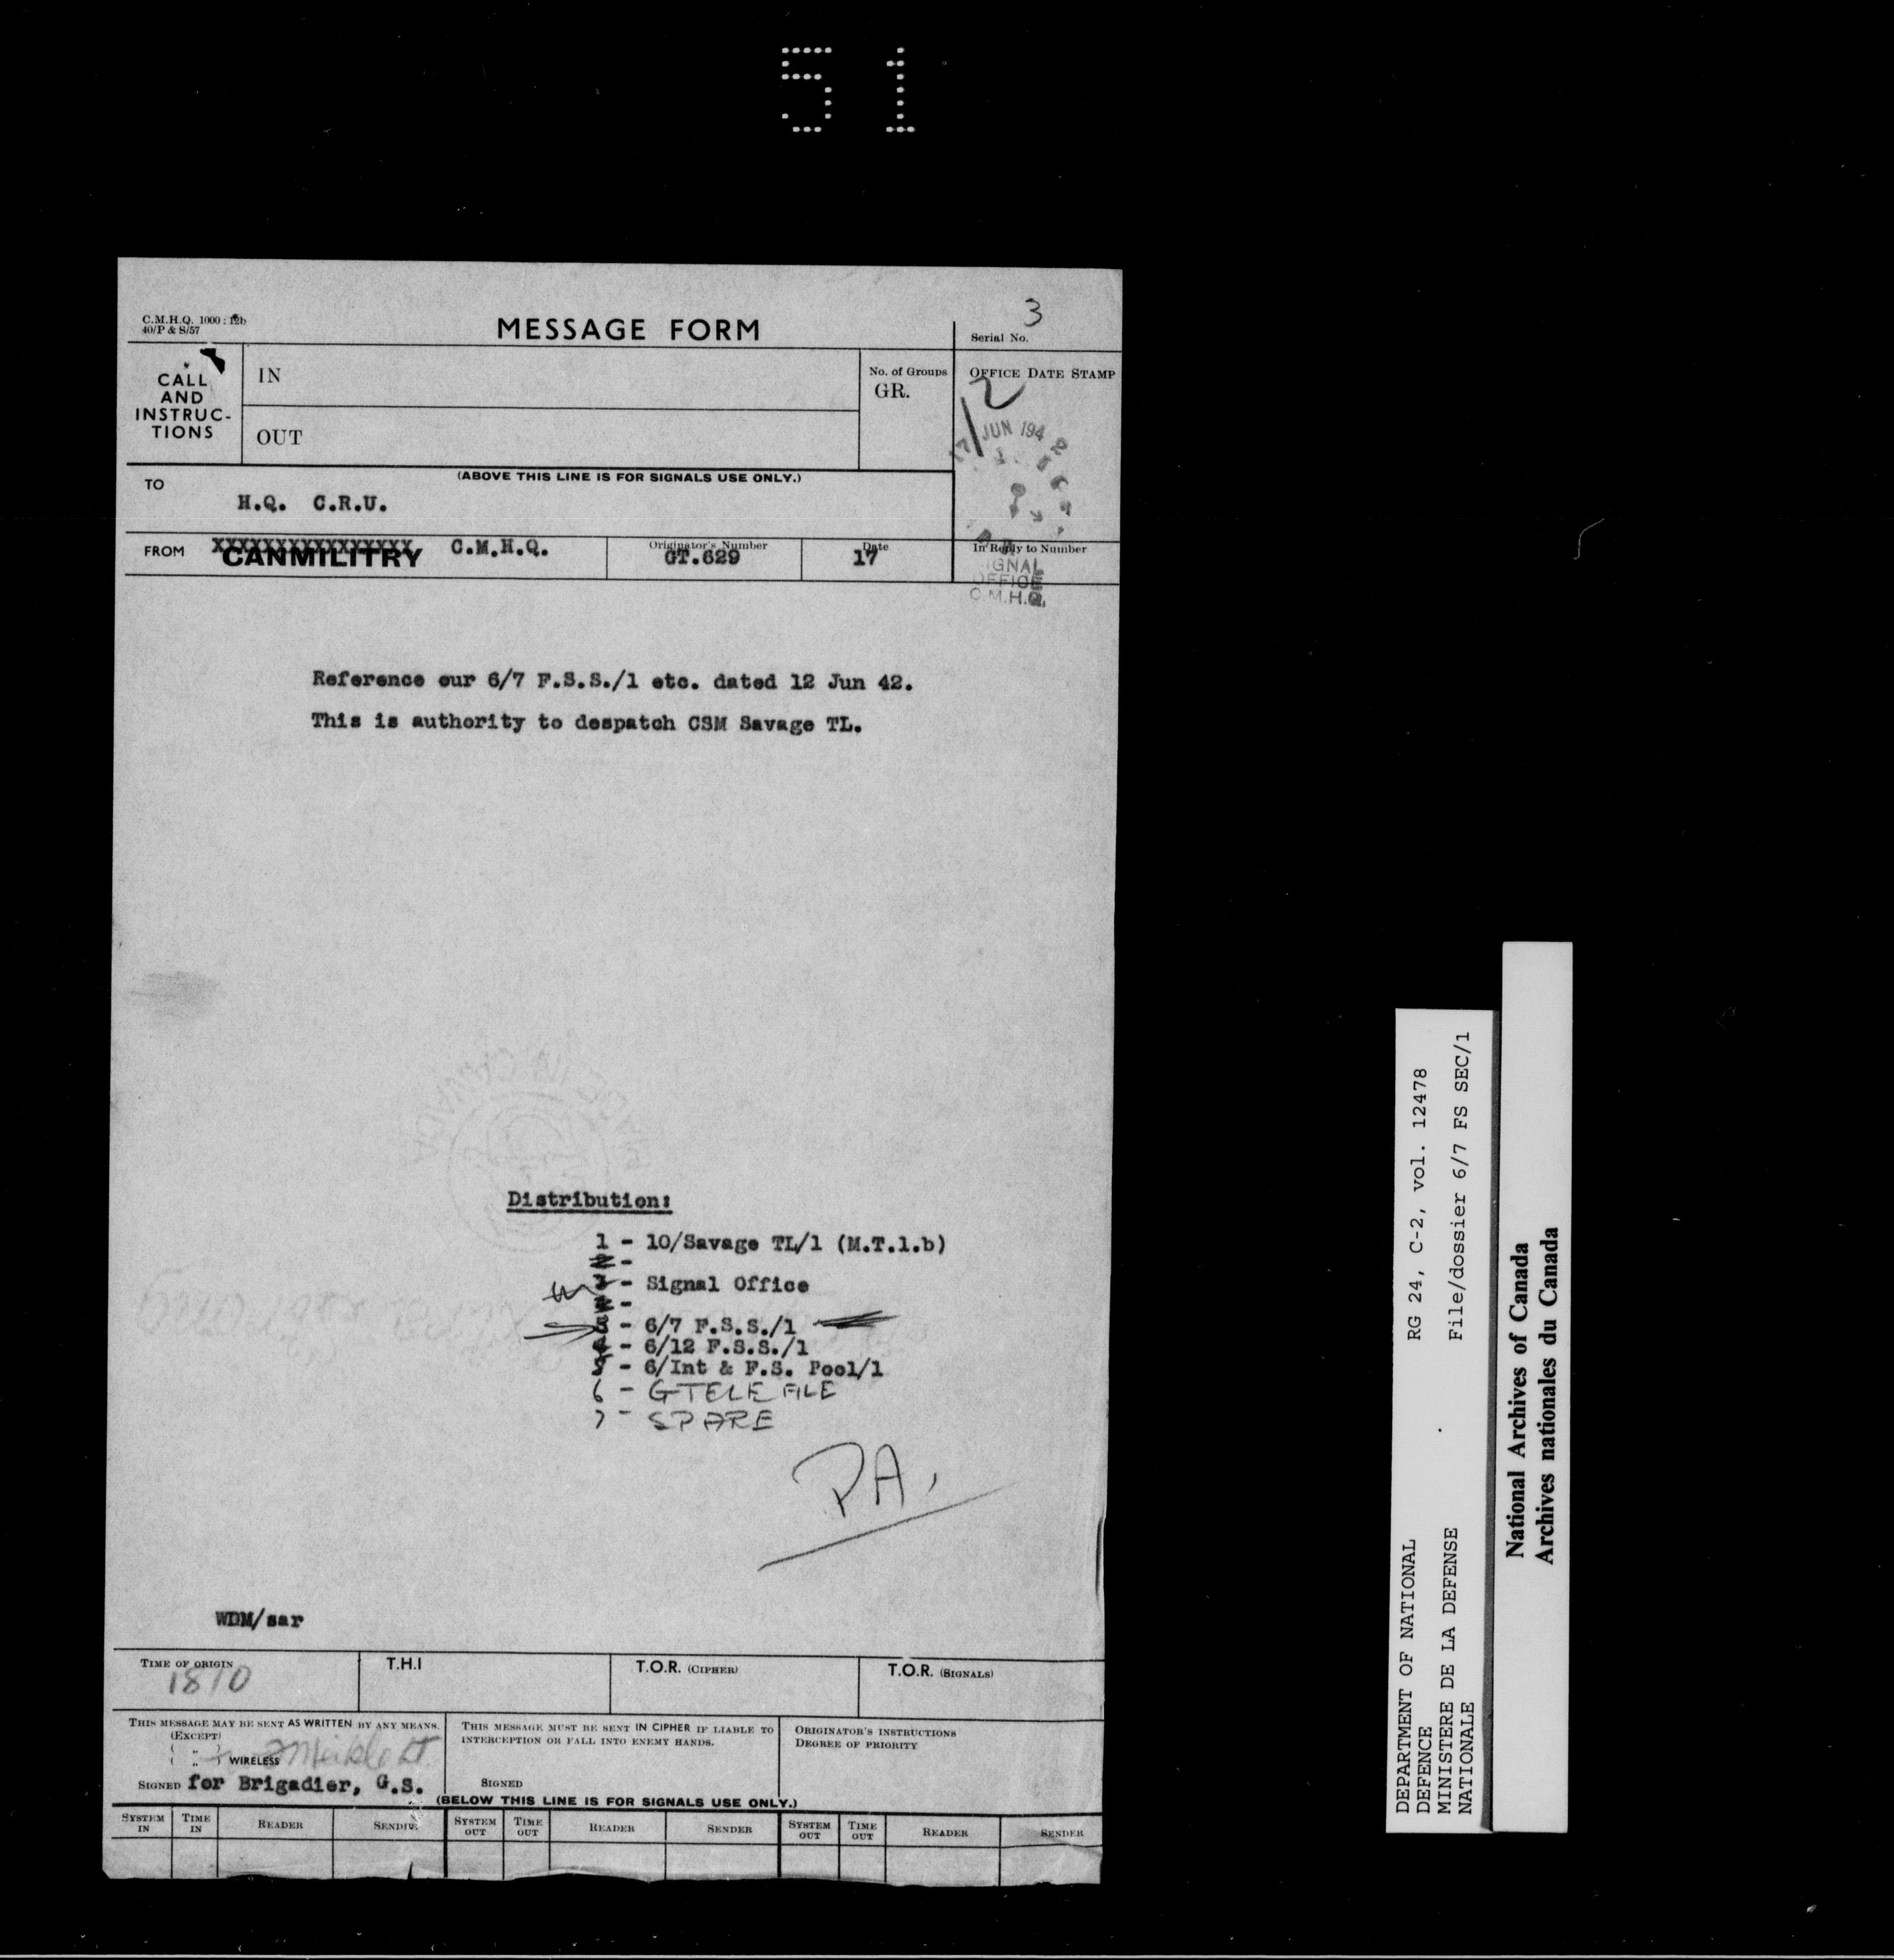 51
C.M.H.Q. 1000 : 12b
40/P & S/57
MESSAGE FORM
3
Serial No.
CALL
AND
INSTRUC-
TIONS
IN
OUT
No. of Groups
GR.
OFFICE DATE STAMP
2
17 JUN 1942
(ABOVE THIS LINE IS FOR SIGNALS USE ONLY.)
TO
H.Q. C.R.U.
FROM
XXXXXXXXXXXXXXXX
CANMILITRY
C.M.H.Q.
Originator's Number
GT.629
Date
17
In Reply to Number
SIGNAL
OFFICE
C.M.H.Q.
Reference our 6/7 F.S.S./1 etc. dated 12 Jun 42.
This is authority to despatch CSM Savage TL.
Distribution:
1 - 10/Savage TL/1 (M.T.1.b)
2 -
- Signal Office
-
3 - 6/7 F.S.S./1
4 - 6/12 F.S.S./1
5 - 6/Int & F.S. Pool/1
6 - G TELE FILE
7 - SPARE
P.A.
WDM/sar
TIME OF ORIGIN
1810
T.H.I
T.O.R. (CIPHER)
T.O.R. (SIGNALS)
THIS MESSAGE MAY BE SENT AS WRITTEN BY ANY MEANS.
(EXCEPT)
( " )
( " ) WIRELESS
SIGNED for Brigadier, G.S.
THIS MESSAGE MUST BE SENT IN CIPHER IF LIABLE TO
INTERCEPTION OR FALL INTO ENEMY HANDS.
SIGNED
ORIGINATOR'S INSTRUCTIONS
DEGREE OF PRIORITY
(BELOW THIS LINE IS FOR SIGNALS USE ONLY.)
SYSTEM IN
TIME IN
READER
SENDER
SYSTEM OUT
TIME OUT
READER
SENDER
SYSTEM OUT
TIME OUT
READER
SENDER
DEPARTMENT OF NATIONAL RG 24, C-2, vol. 12478
DEFENCE
MINISTERE DE LA DEFENSE File/dossier 6/7 FS SEC/1
NATIONALE
National Archives of Canada
Archives nationales du Canada